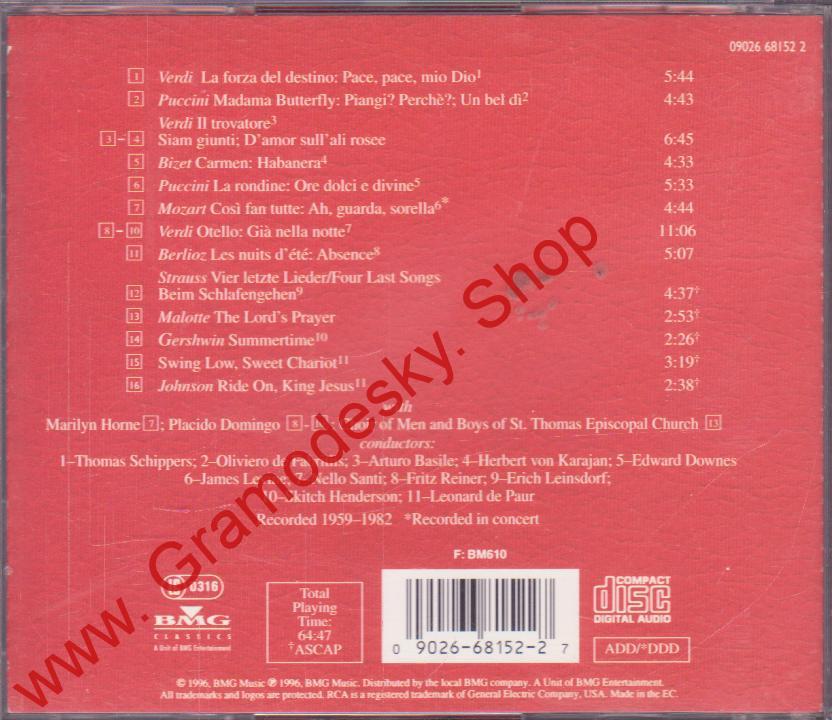 09026 68152 2
1 Verdi La forza del destino: Pace, pace, mio Dio¹ 5:44
2 Puccini Madama Butterfly: Piangi? Perchè?; Un bel dì² 4:43
Verdi Il trovatore³
3-4 Siam giunti; D'amor sull'ali rosee 6:45
5 Bizet Carmen: Habanera⁴ 4:33
6 Puccini La rondine: Ore dolci e divine⁵ 5:33
7 Mozart Così fan tutte: Ah, guarda, sorella⁶* 4:44
8-10 Verdi Otello: Già nella notte⁷ 11:06
11 Berlioz Les nuits d'été: Absence⁸ 5:07
Strauss Vier letzte Lieder/Four Last Songs
12 Beim Schlafengehen⁹ 4:37†
13 Malotte The Lord's Prayer 2:53†
14 Gershwin Summertime¹⁰ 2:26†
15 Swing Low, Sweet Chariot¹¹ 3:19†
16 Johnson Ride On, King Jesus¹¹ 2:38†
Marilyn Horne 7; Placido Domingo 8- of Men and Boys of St. Thomas Episcopal Church 13
conductors:
1–Thomas Schippers; 2–Oliviero de 3–Arturo Basile; 4–Herbert von Karajan; 5–Edward Downes
6–James 7 Nello Santi; 8–Fritz Reiner; 9–Erich Leinsdorf;
10–Skitch Henderson; 11–Leonard de Paur
Recorded 1959–1982 *Recorded in concert
F: BM610
0316
BMG
CLASSICS
A Unit of BMG Entertainment
Total
Playing
Time:
64:47
†ASCAP
0 9026-68152-2 7
COMPACT
disc
DIGITAL AUDIO
ADD/*DDD
© 1996, BMG Music ℗ 1996, BMG Music. Distributed by the local BMG company. A Unit of BMG Entertainment.
All trademarks and logos are protected. RCA is a registered trademark of General Electric Company, USA. Made in the EC.
www.Gramodesky.Shop